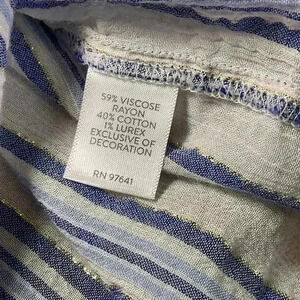 59% VISCOSE
RAYON
40% COTTON
1% LUREX
EXCLUSIVE OF
DECORATION
RN 97641